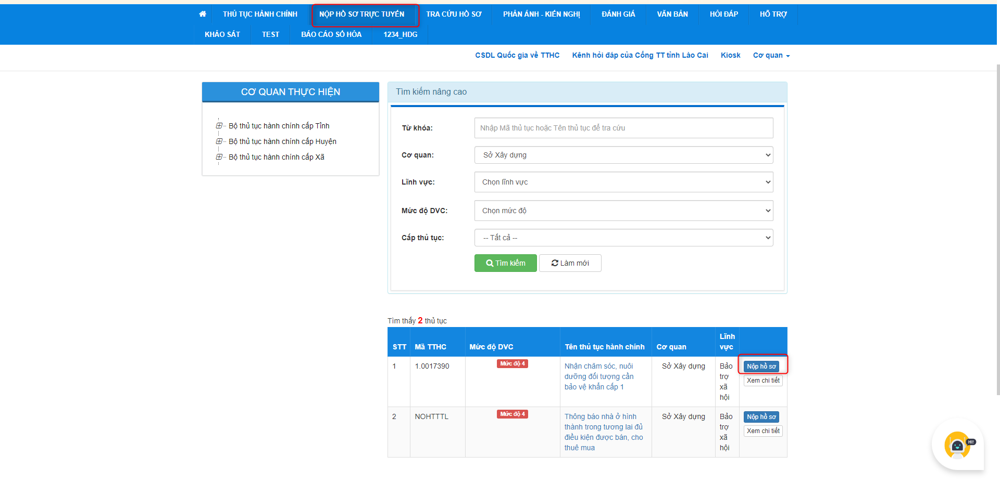 THỦ TỤC HÀNH CHÍNH NỘP HỒ SƠ TRỰC TUYẾN TRA CỨU HỒ SƠ PHẢN ÁNH - KIẾN NGHỊ ĐÁNH GIÁ VĂN BẢN HỎI ĐÁP HỖ TRỢ
KHẢO SÁT TEST BÁO CÁO SỐ HÓA 1234_HDG
CSDL Quốc gia về TTHC Kênh hỏi đáp của Cổng TT tỉnh Lào Cai Kiosk Cơ quan
CƠ QUAN THỰC HIỆN
Bộ thủ tục hành chính cấp Tỉnh
Bộ thủ tục hành chính cấp Huyện
Bộ thủ tục hành chính cấp Xã
Tìm kiếm nâng cao
Từ khóa: Nhập Mã thủ tục hoặc Tên thủ tục để tra cứu
Cơ quan: Sở Xây dựng
Lĩnh vực: Chọn lĩnh vực
Mức độ DVC: Chọn mức độ
Cấp thủ tục: -- Tất cả --
Tìm kiếm Làm mới
Tìm thấy 2 thủ tục
STT Mã TTHC Mức độ DVC Tên thủ tục hành chính Cơ quan Lĩnh vực
1 1.0017390 Mức độ 4 Nhận chăm sóc, nuôi dưỡng đối tượng cần bảo vệ khẩn cấp 1 Sở Xây dựng Bảo trợ xã hội Nộp hồ sơ Xem chi tiết
2 NOHTTTL Mức độ 4 Thông báo nhà ở hình thành trong tương lai đủ điều kiện được bán, cho thuê mua Sở Xây dựng Bảo trợ xã hội Nộp hồ sơ Xem chi tiết
HI!